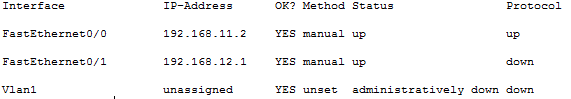 Interface IP-Address OK? Method Status Protocol
FastEthernet0/0 192.168.11.2 YES manual up up
FastEthernet0/1 192.168.12.1 YES manual up down
Vlan1 unassigned YES unset administratively down down